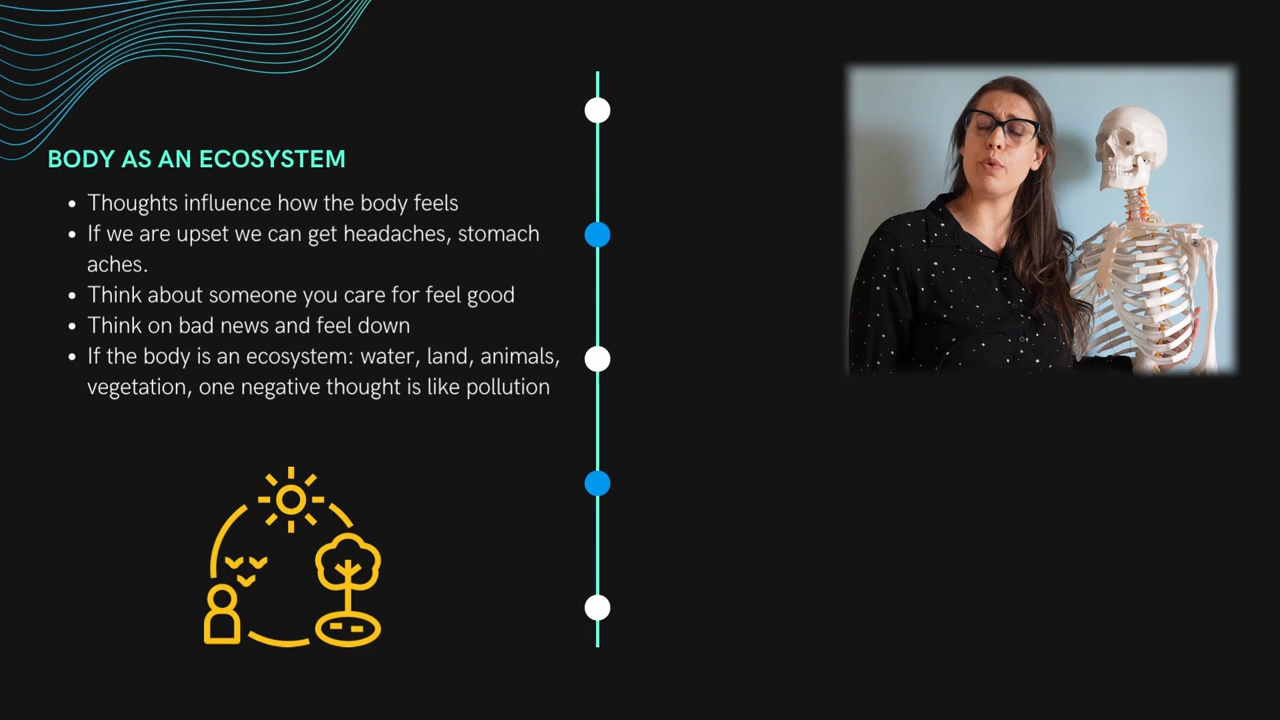 BODY AS AN ECOSYSTEM
Thoughts influence how the body feels
If we are upset we can get headaches, stomach
aches.
Think about someone you care for feel good
Think on bad news and feel down
If the body is an ecosystem: water, land, animals,
vegetation, one negative thought is like pollution